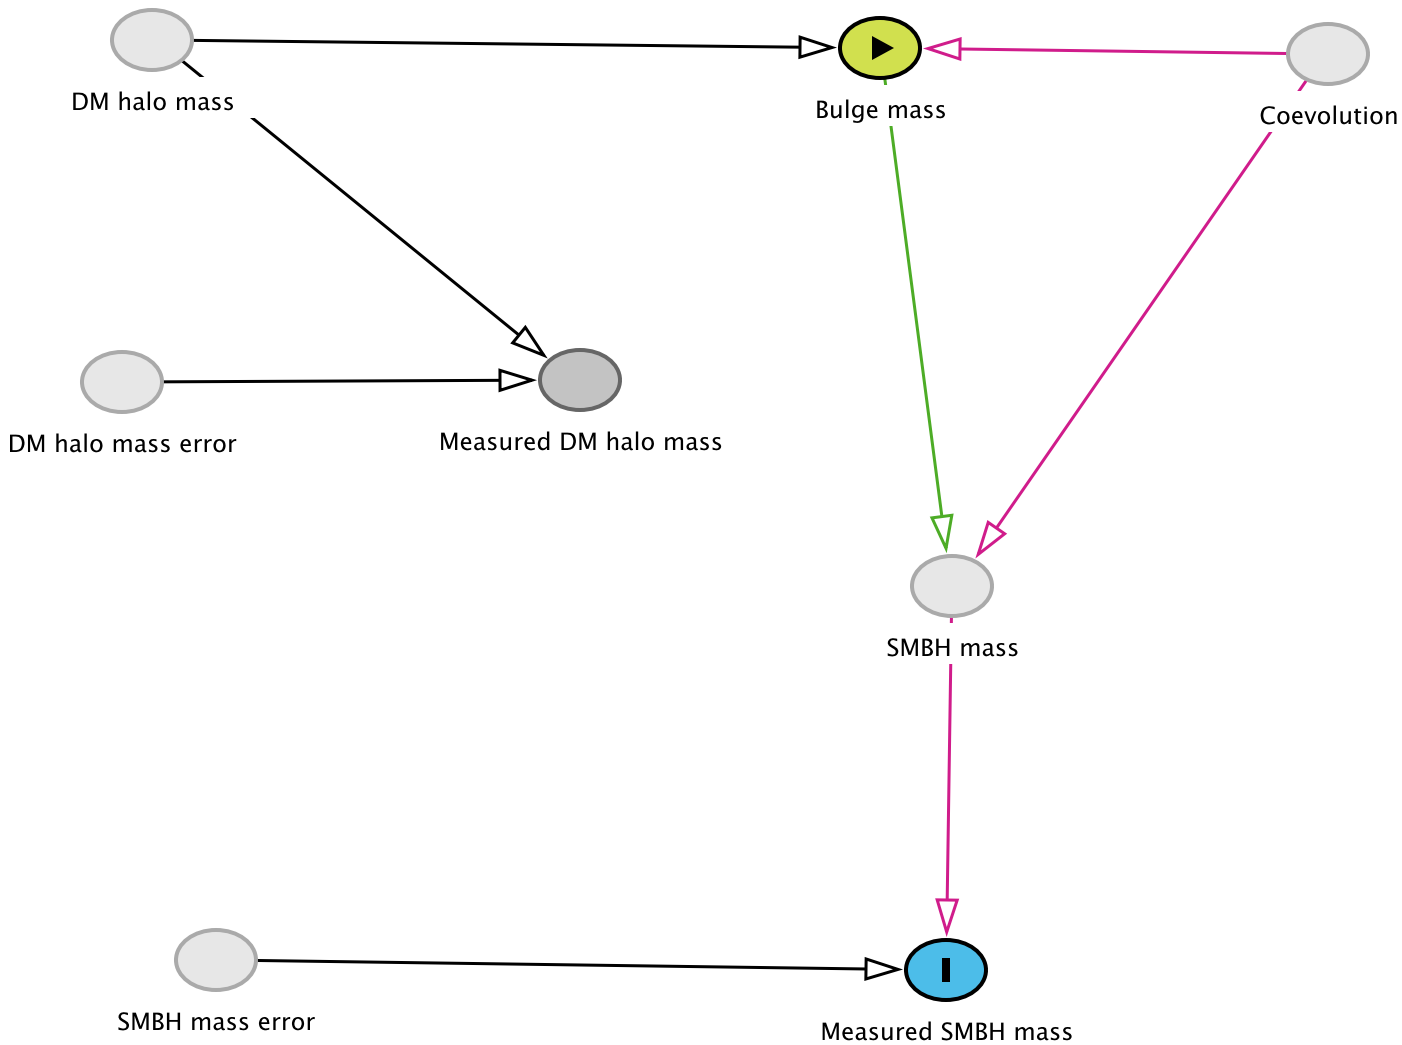 DM halo mass
Bulge mass
Coevolution
DM halo mass error
Measured DM halo mass
SMBH mass
SMBH mass error
Measured SMBH mass